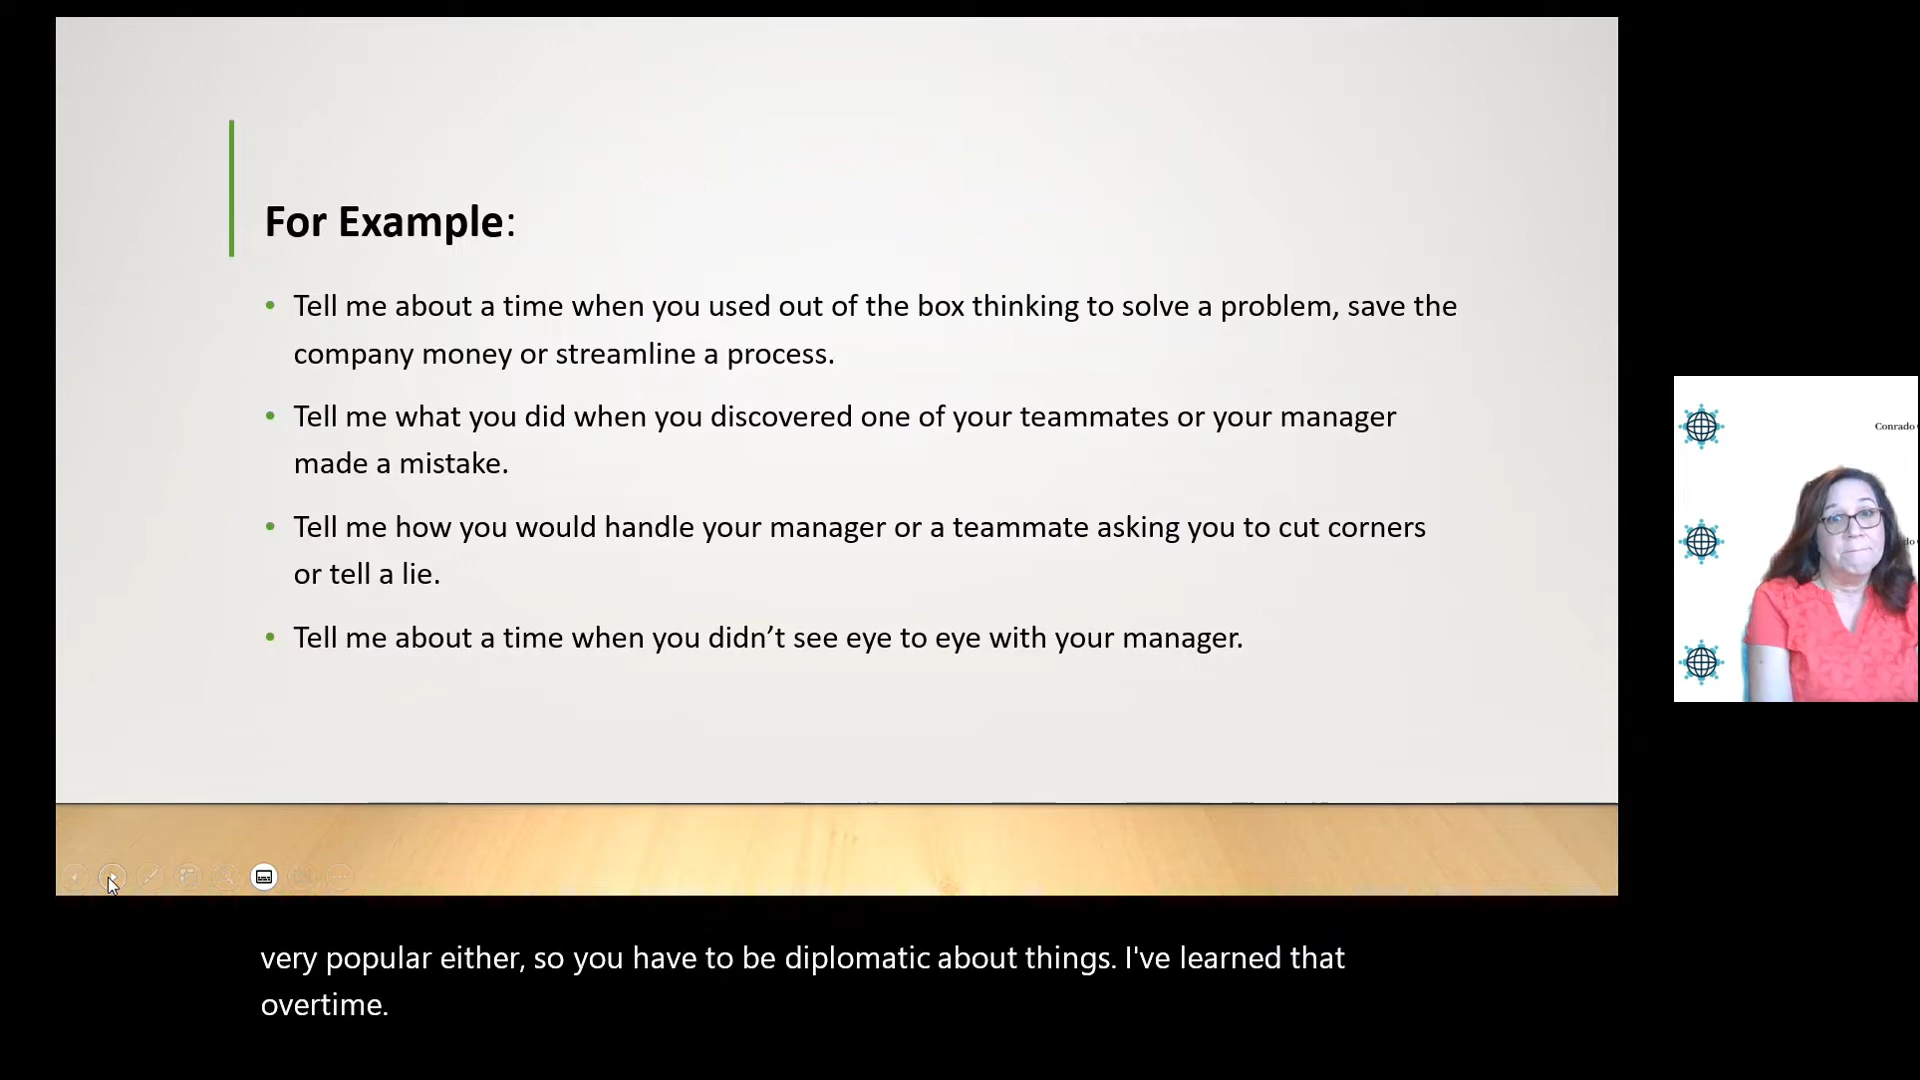 For Example:
• Tell me about a time when you used out of the box thinking to solve a problem, save the
company money or streamline a process.
• Tell me what you did when you discovered one of your teammates or your manager
made a mistake.
• Tell me how you would handle your manager or a teammate asking you to cut corners
or tell a lie.
• Tell me about a time when you didn’t see eye to eye with your manager.
Conrado
very popular either, so you have to be diplomatic about things. I've learned that
overtime.